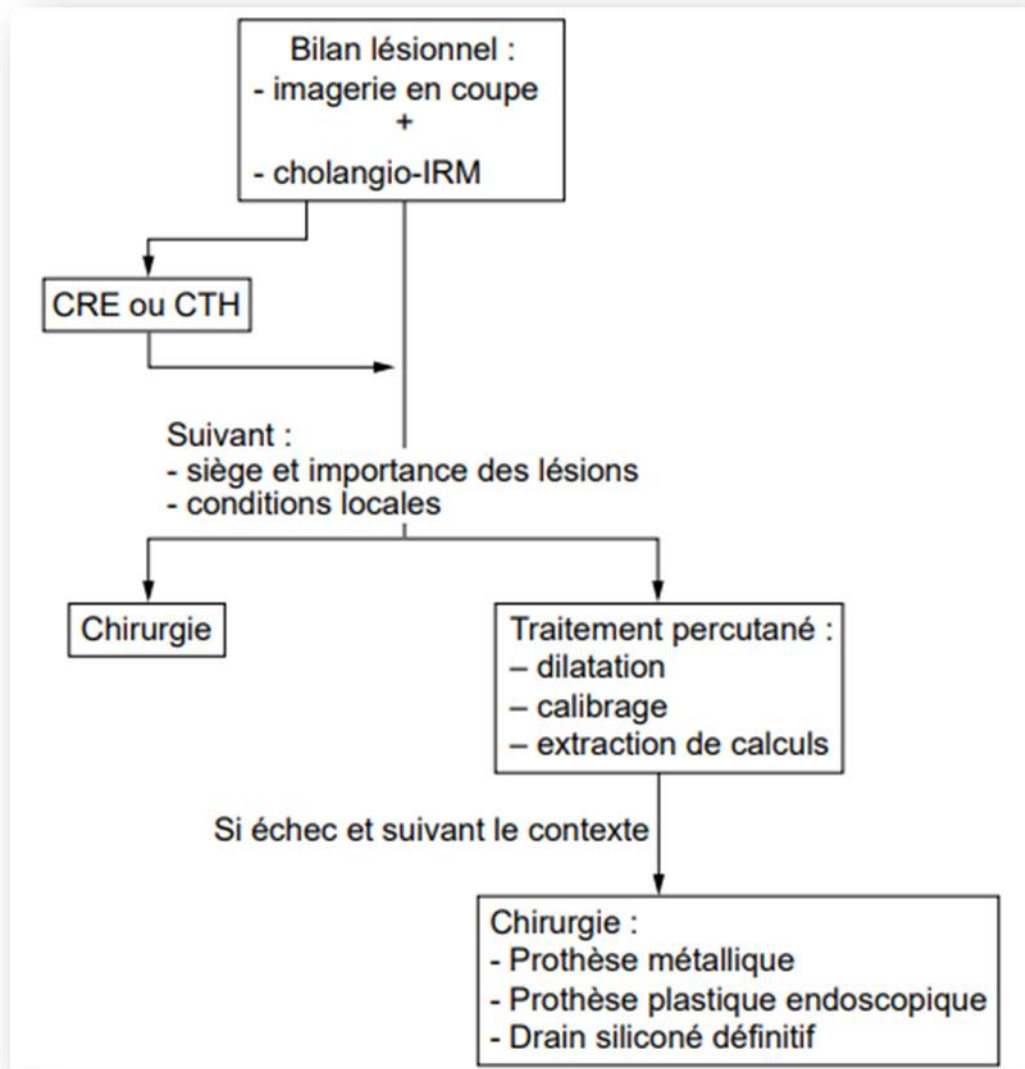 Bilan lésionnel :
- imagerie en coupe
+
- cholangio-IRM
CRE ou CTH
Suivant :
- siège et importance des lésions
- conditions locales
Chirurgie
Traitement percutané :
– dilatation
– calibrage
– extraction de calculs
Si échec et suivant le contexte
Chirurgie :
- Prothèse métallique
- Prothèse plastique endoscopique
- Drain siliconé définitif